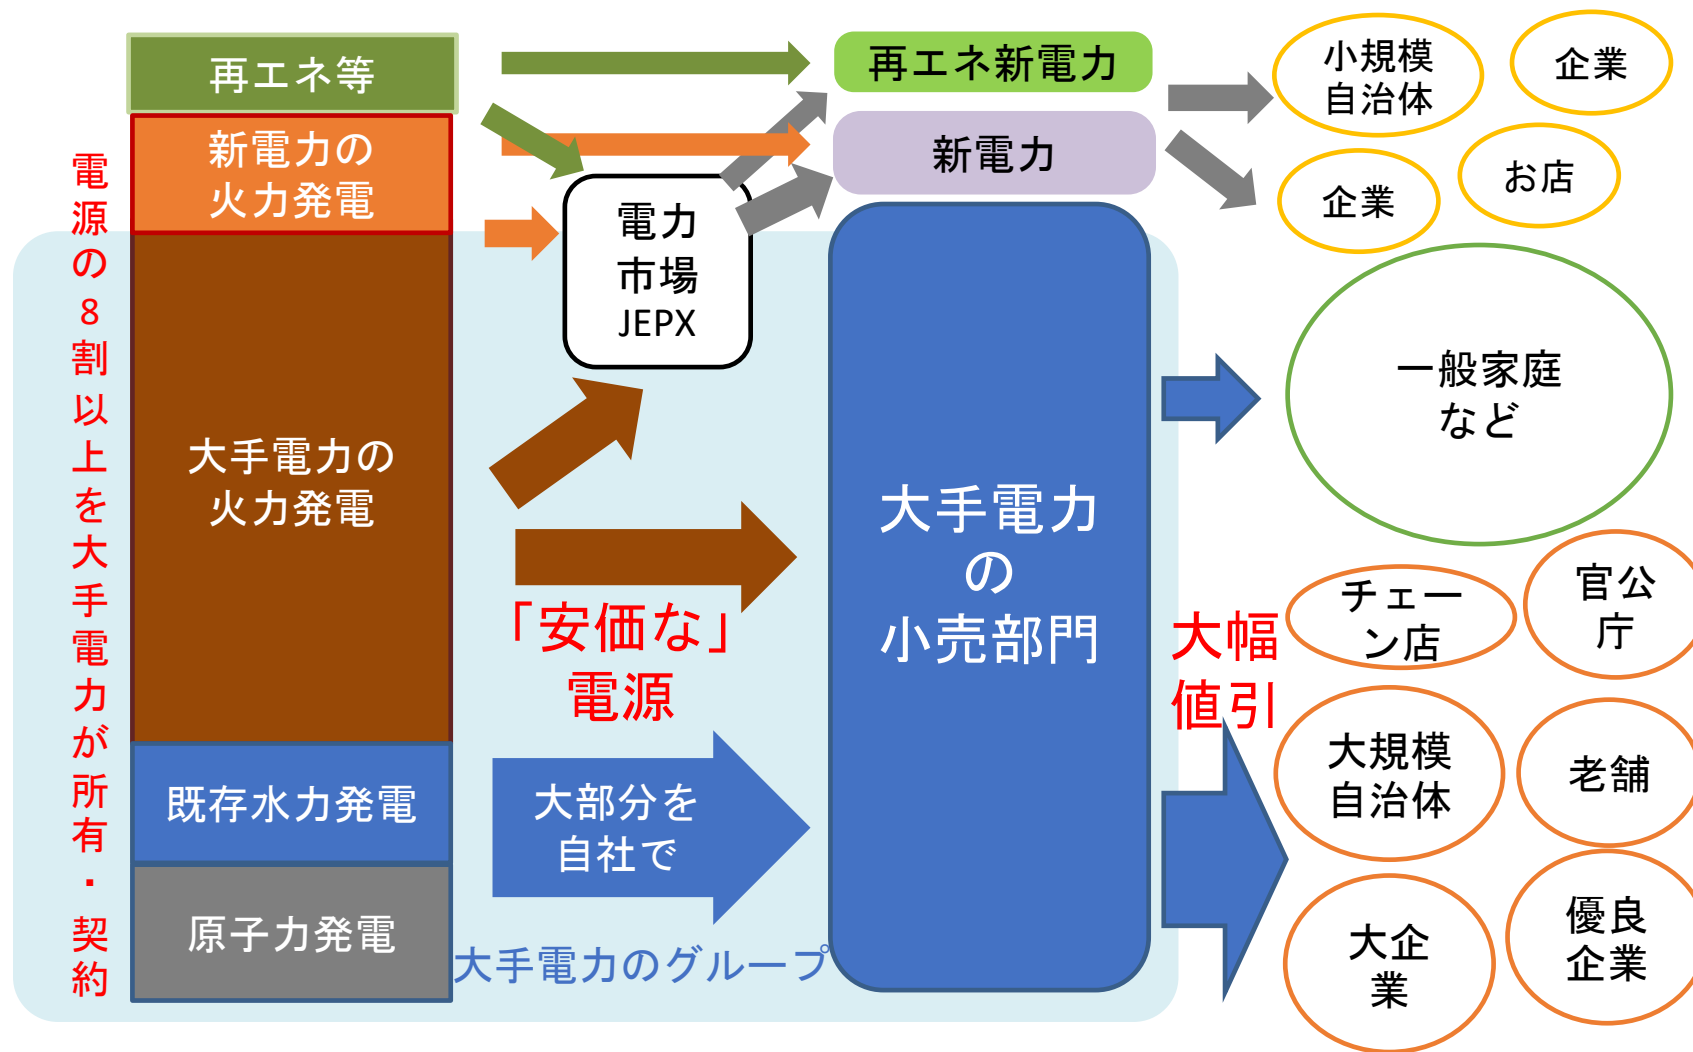 電源の8割以上を大手電力が所有・契約
再エネ等
新電力の
火力発電
大手電力の
火力発電
既存水力発電
原子力発電
電力
市場
JEPX
「安価な」
電源
大部分を
自社で
大手電力のグループ
再エネ新電力
新電力
大手電力
の
小売部門
大幅
値引
小規模
自治体
企業
企業
お店
一般家庭
など
チェー
ン店
官公
庁
大規模
自治体
老舗
大企
業
優良
企業